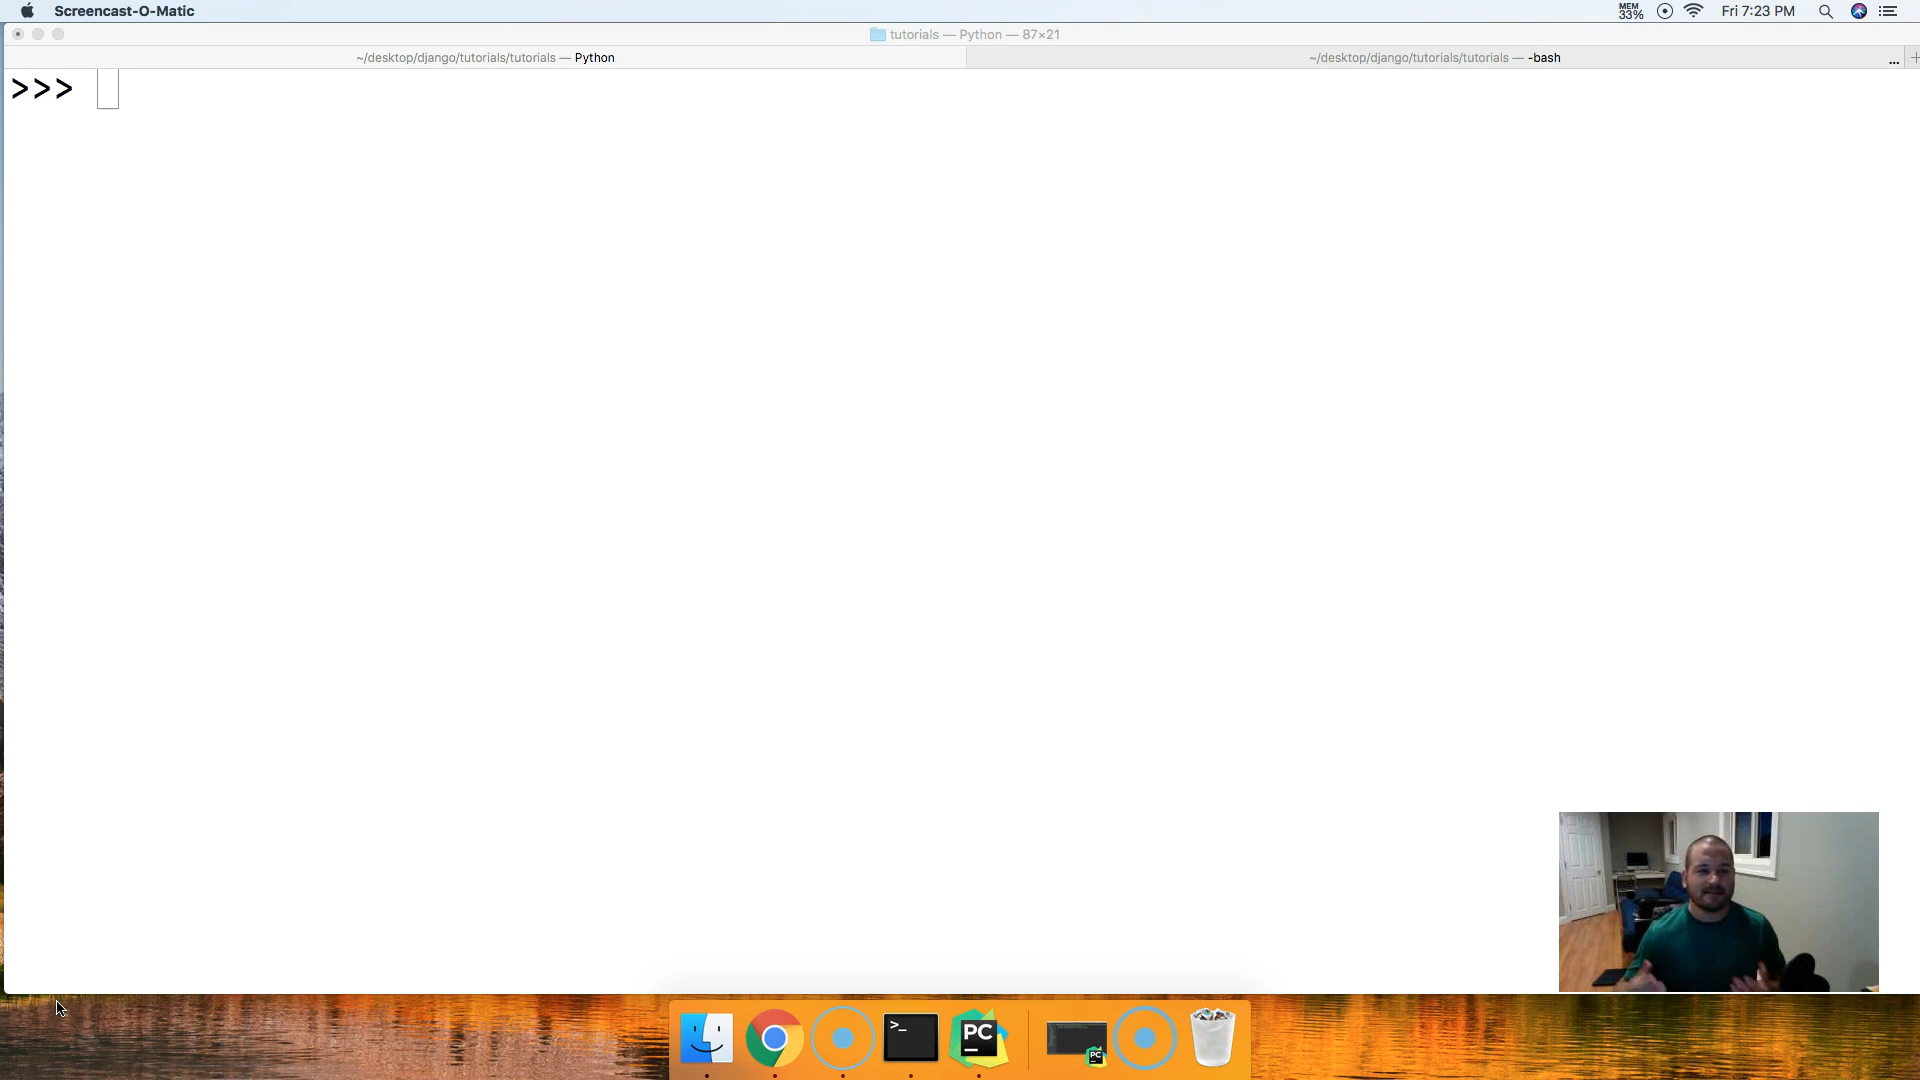 Screencast-O-Matic
MEM
33%
Fri 7:23 PM
tutorials — Python — 87×21
~/desktop/django/tutorials/tutorials — Python
~/desktop/django/tutorials/tutorials — -bash
... +
>>>
>_
PC
PC